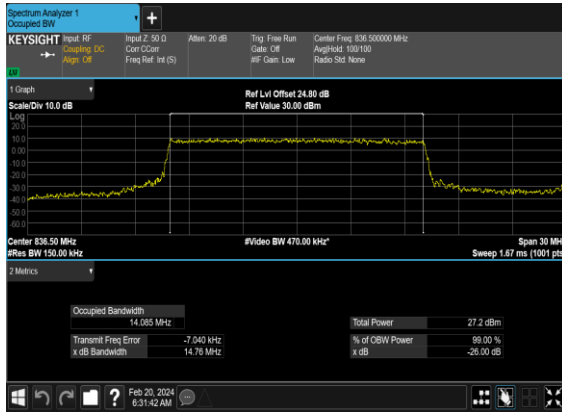 Spectrum Analyzer 1
Occupied BW
+
KEYSIGHT
Input: RF
Coupling: DC
Align: Off
Input Z: 50 Ω
Corr CCorr
Freq Ref: Int (S)
Atten: 20 dB
Trig: Free Run
Gate: Off
#IF Gain: Low
Center Freq: 836.500000 MHz
Avg|Hold: 100/100
Radio Std: None
LU
1 Graph
Scale/Div 10.0 dB
Ref Lvl Offset 24.80 dB
Ref Value 30.00 dBm
Log
20.0
10.0
0.00
-10.0
-20.0
-30.0
-40.0
-50.0
-60.0
Center 836.50 MHz
#Res BW 150.00 kHz
#Video BW 470.00 kHz*
Span 30 MH
Sweep 1.67 ms (1001 pts
2 Metrics
Occupied Bandwidth
14.085 MHz
Total Power 27.2 dBm
Transmit Freq Error -7.040 kHz
% of OBW Power 99.00 %
x dB Bandwidth 14.76 MHz
x dB -26.00 dB
?
Feb 20, 2024
6:31:42 AM